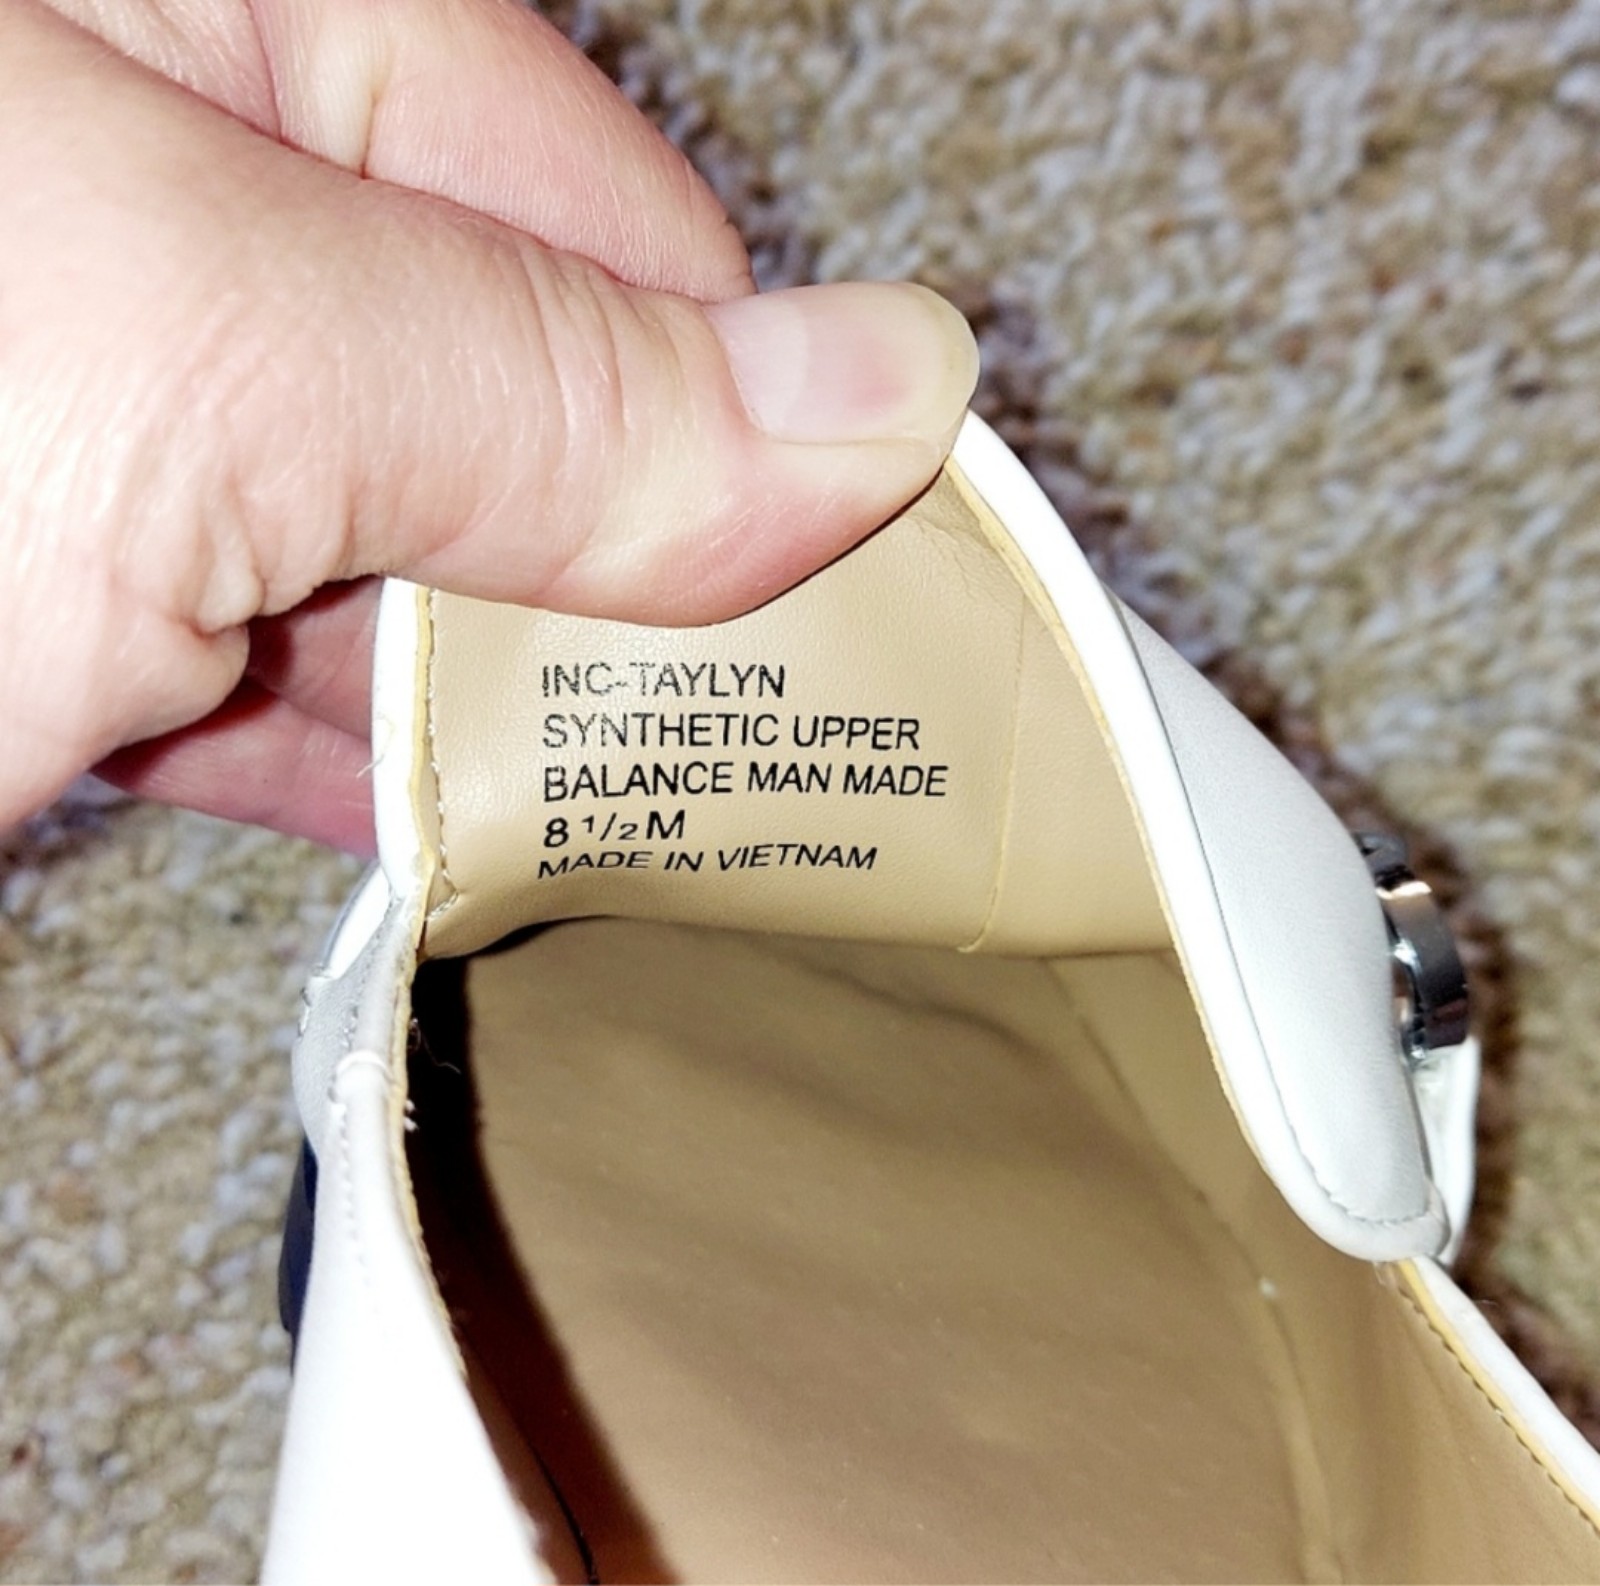 INC-TAYLYN
SYNTHETIC UPPER
BALANCE MAN MADE
8 1/2 M
MADE IN VIETNAM